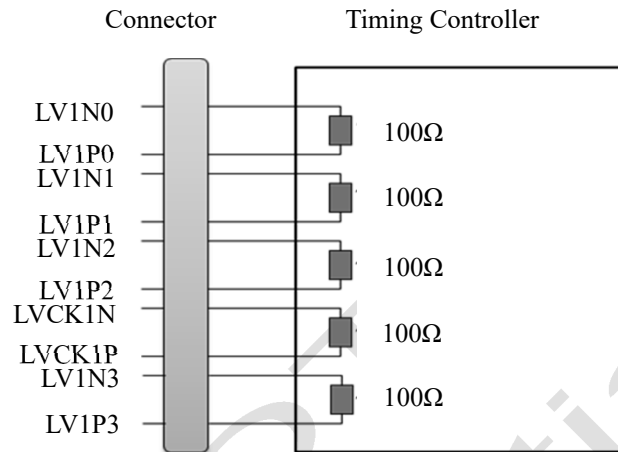 Connector Timing Controller
LV1N0
100Ω
LV1P0
LV1N1
100Ω
LV1P1
LV1N2
100Ω
LV1P2
LVCK1N
100Ω
LVCK1P
LV1N3
100Ω
LV1P3